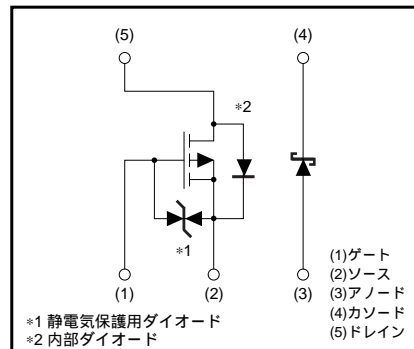 (5)
(4)
*2
*1
(1)
(2)
(3)
(1)ゲート
(2)ソース
(3)アノード
(4)カソード
(5)ドレイン
*1 静電気保護用ダイオード
*2 内部ダイオード